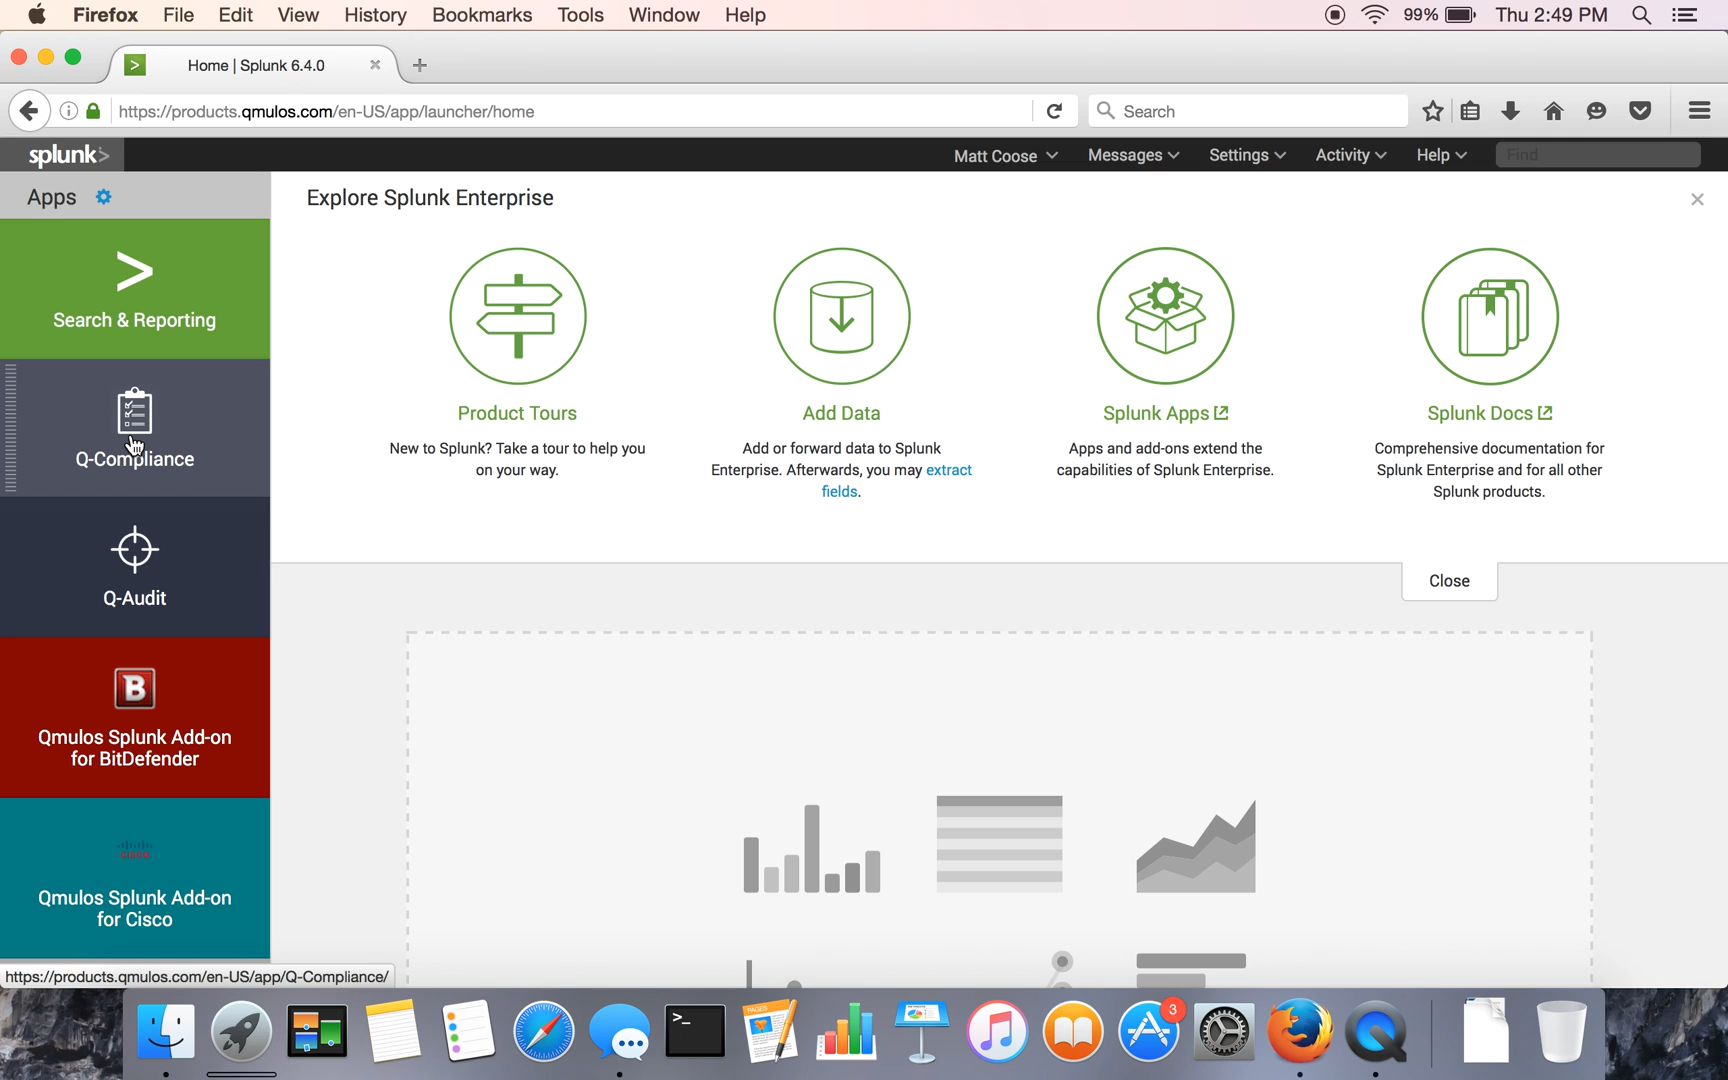 Firefox File Edit View History Bookmarks Tools Window Help 99% Thu 2:49 PM
Home | Splunk 6.4.0
https://products.qmulos.com/en-US/app/launcher/home Search
splunk> Matt Coose Messages Settings Activity Help Find
Apps
Explore Splunk Enterprise
>
Search & Reporting
Q-Compliance
Q-Audit
B
Qmulos Splunk Add-on
for BitDefender
CISCO
Qmulos Splunk Add-on
for Cisco
Product Tours
New to Splunk? Take a tour to help you
on your way.
Add Data
Add or forward data to Splunk
Enterprise. Afterwards, you may extract
fields.
Splunk Apps
Apps and add-ons extend the
capabilities of Splunk Enterprise.
Splunk Docs
Comprehensive documentation for
Splunk Enterprise and for all other
Splunk products.
Close
https://products.qmulos.com/en-US/app/Q-Compliance/
>_
PAGES
3